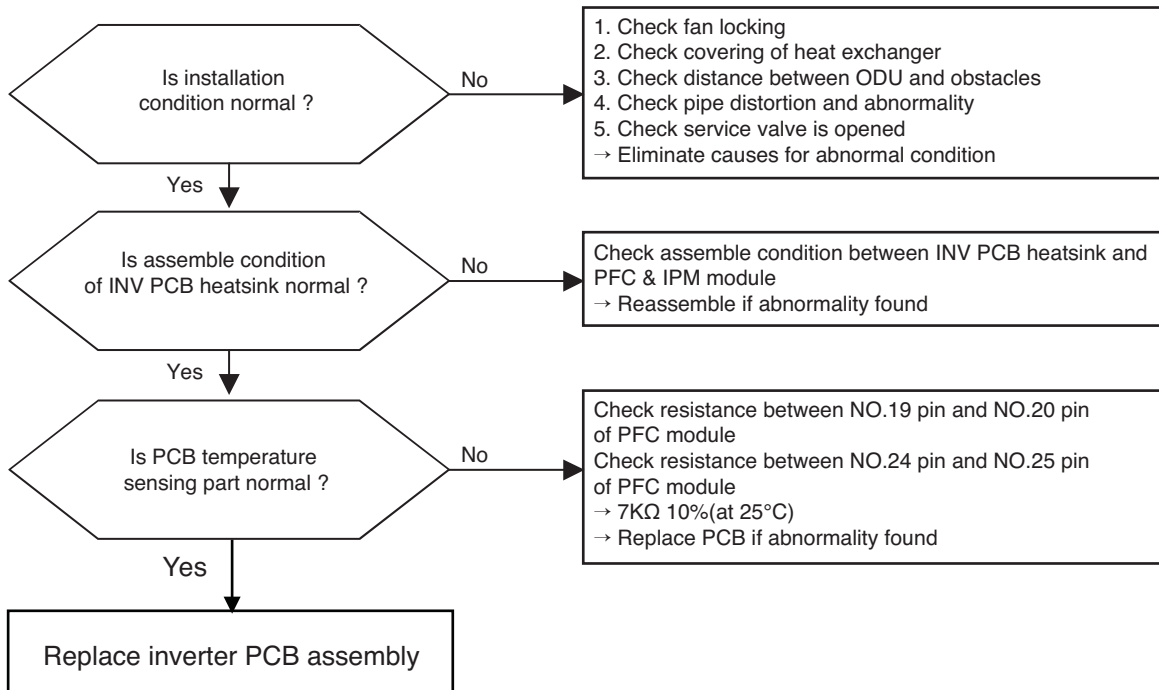 Is installation
condition normal ?
No
1. Check fan locking
2. Check covering of heat exchanger
3. Check distance between ODU and obstacles
4. Check pipe distortion and abnormality
5. Check service valve is opened
→ Eliminate causes for abnormal condition
Yes
Is assemble condition
of INV PCB heatsink normal ?
No
Check assemble condition between INV PCB heatsink and
PFC & IPM module
→ Reassemble if abnormality found
Yes
Is PCB temperature
sensing part normal ?
No
Check resistance between NO.19 pin and NO.20 pin
of PFC module
Check resistance between NO.24 pin and NO.25 pin
of PFC module
→ 7KΩ 10%(at 25°C)
→ Replace PCB if abnormality found
Yes
Replace inverter PCB assembly